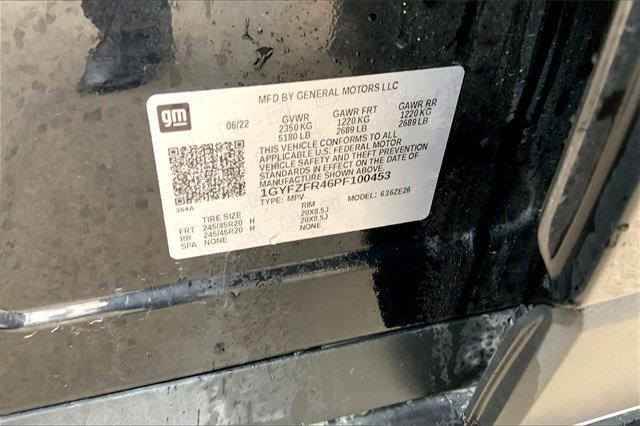 MFD BY GENERAL MOTORS LLC
gm
06/22 GVWR GAWR FRT GAWR RR
2350 KG 1220 KG 1220 KG
5180 LB 2689 LB 2689 LB
THIS VEHICLE CONFORMS TO ALL
APPLICABLE U.S. FEDERAL MOTOR
VEHICLE SAFETY AND THEFT PREVENTION
STANDARDS IN EFFECT ON THE DATE OF
MANUFACTURE SHOWN ABOVE.
1GYFZFR46PF100453
TYPE: MPV MODEL: 636ZE26
384A
TIRE SIZE RIM
FRT 245/45R20 H 20X8.5J
RR 245/45R20 H 20X8.5J
SPA NONE NONE